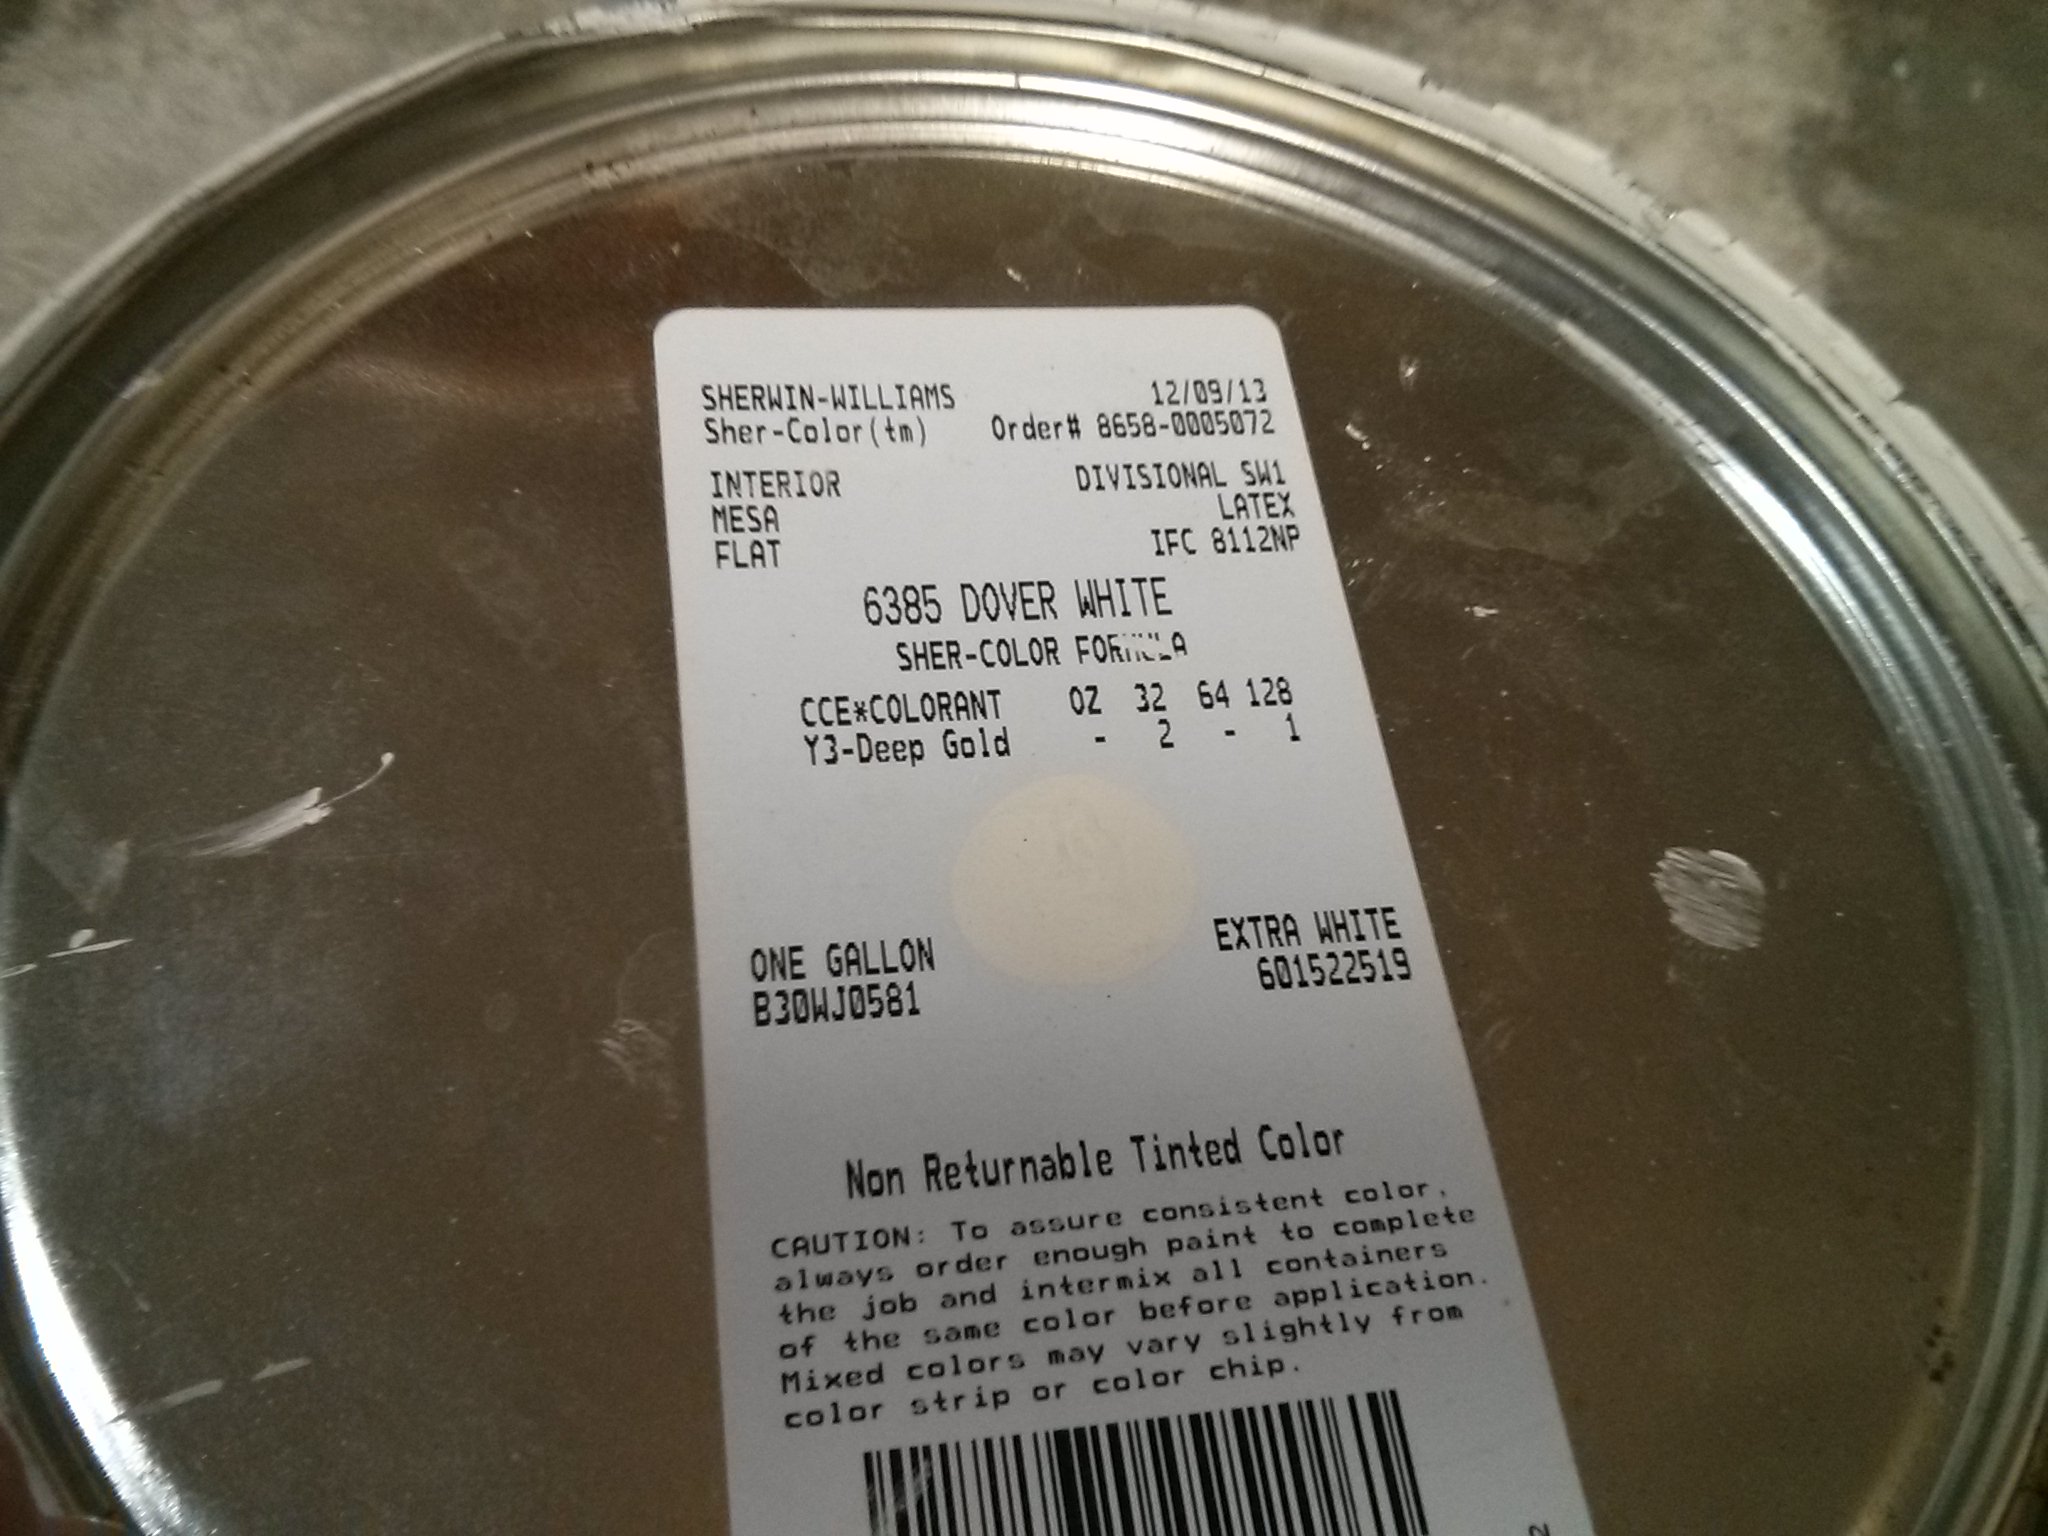 SHERWIN-WILLIAMS 12/09/13
Sher-Color(tm) Order# 8658-0005072
INTERIOR DIVISIONAL SW1
MESA LATEX
FLAT IFC 8112NP
6385 DOVER WHITE
SHER-COLOR FORMULA
CCE*COLORANT OZ 32 64 128
Y3-Deep Gold - 2 - 1
ONE GALLON EXTRA WHITE
B30WJ0581 601522519
Non Returnable Tinted Color
CAUTION: To assure consistent color,
always order enough paint to complete
the job and intermix all containers
of the same color before application.
Mixed colors may vary slightly from
color strip or color chip.
2